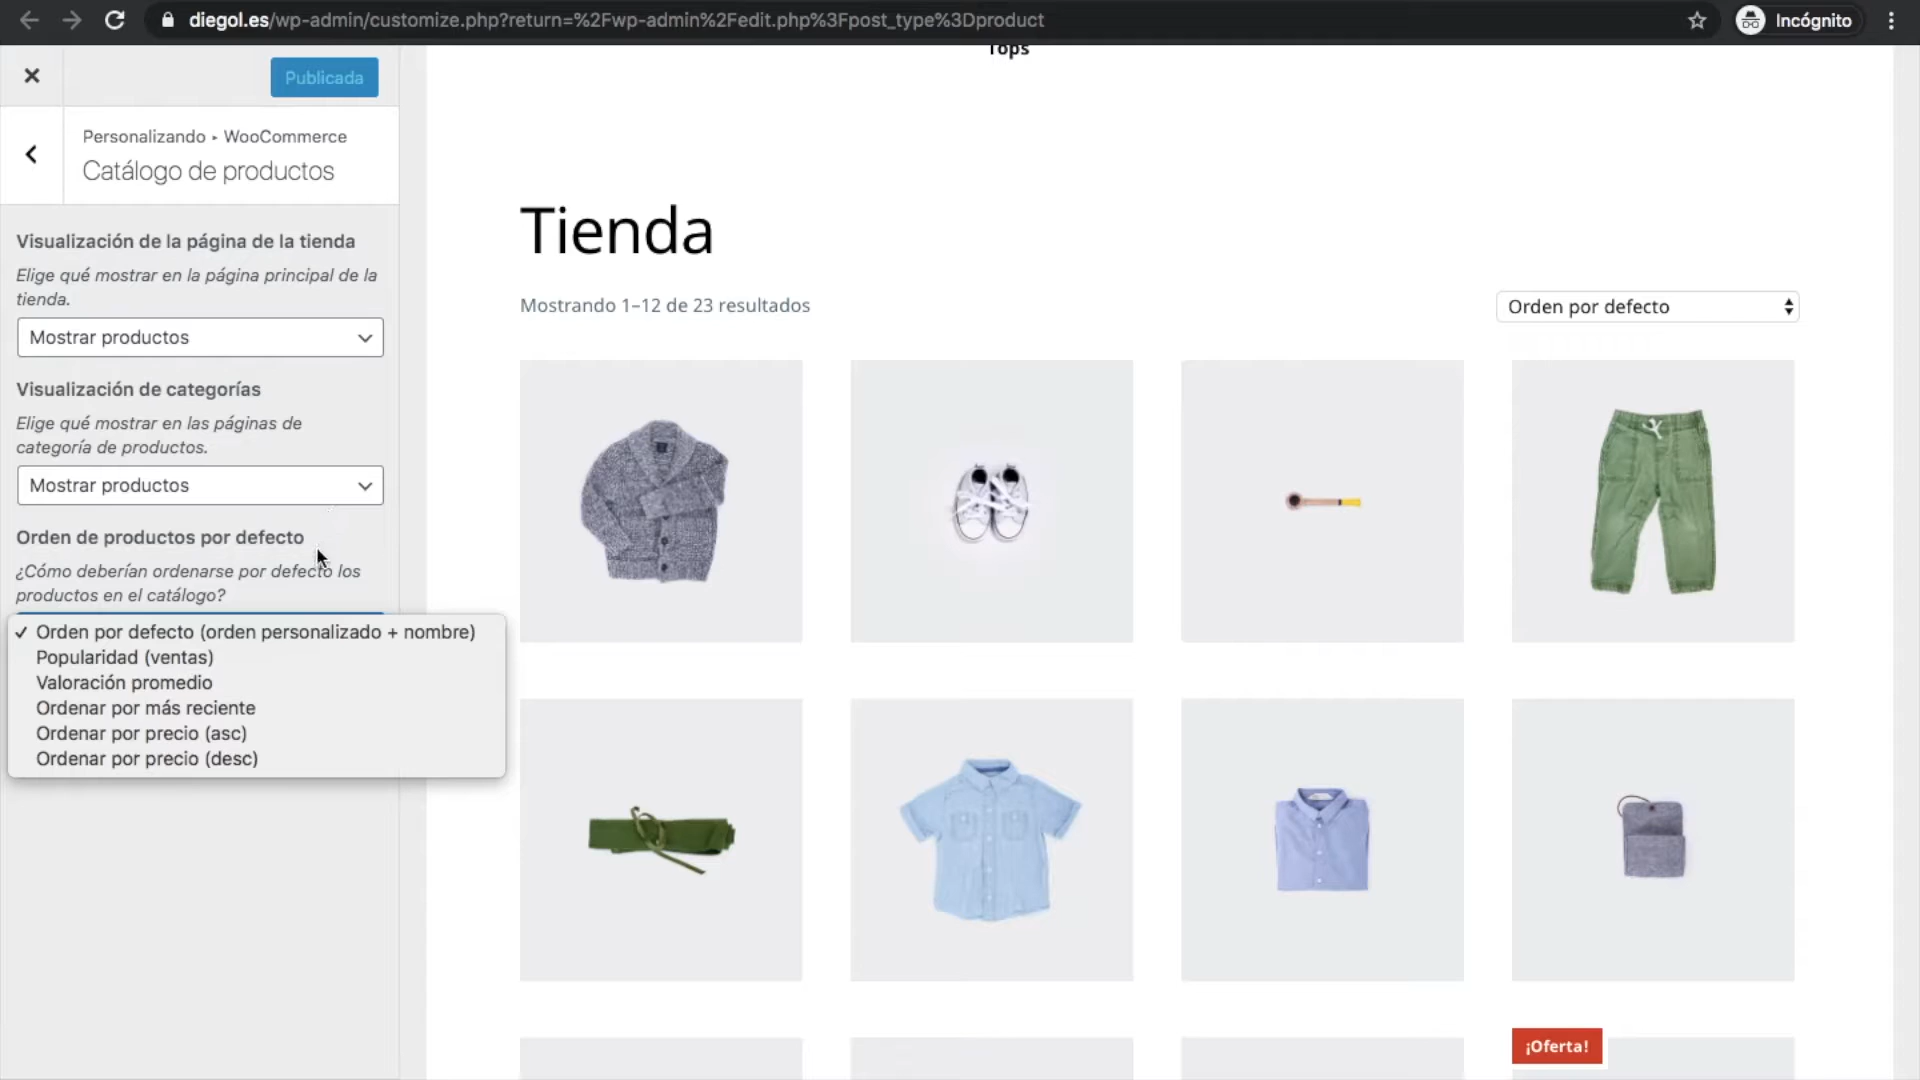 diegol.es/wp-admin/customize.php?return=%2Fwp-admin%2Fedit.php%3Fpost_type%3Dproduct
Incógnito
Publicada
Personalizando ▸ WooCommerce
Catálogo de productos
Visualización de la página de la tienda
Elige qué mostrar en la página principal de la
tienda.
Mostrar productos
Visualización de categorías
Elige qué mostrar en las páginas de
categoría de productos.
Mostrar productos
Orden de productos por defecto
¿Cómo deberían ordenarse por defecto los
productos en el catálogo?
✓ Orden por defecto (orden personalizado + nombre)
Popularidad (ventas)
Valoración promedio
Ordenar por más reciente
Ordenar por precio (asc)
Ordenar por precio (desc)
Tops
Tienda
Mostrando 1–12 de 23 resultados
Orden por defecto
¡Oferta!